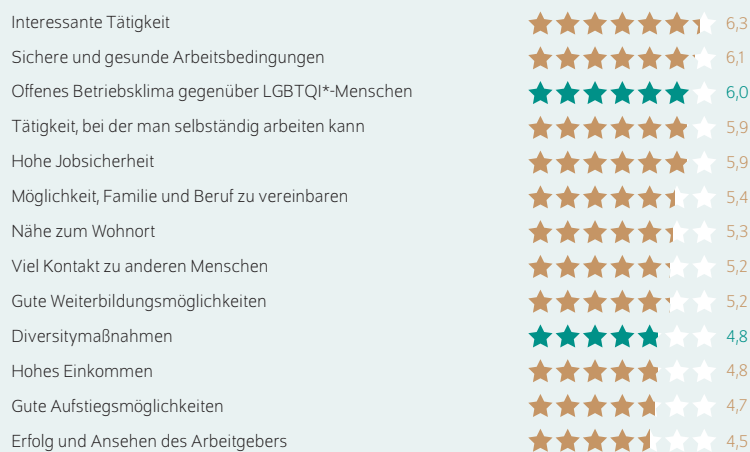 Interessante Tätigkeit 6,3
Sichere und gesunde Arbeitsbedingungen 6,1
Offenes Betriebsklima gegenüber LGBTQI*-Menschen 6,0
Tätigkeit, bei der man selbständig arbeiten kann 5,9
Hohe Jobsicherheit 5,9
Möglichkeit, Familie und Beruf zu vereinbaren 5,4
Nähe zum Wohnort 5,3
Viel Kontakt zu anderen Menschen 5,2
Gute Weiterbildungsmöglichkeiten 5,2
Diversitymaßnahmen 4,8
Hohes Einkommen 4,8
Gute Aufstiegsmöglichkeiten 4,7
Erfolg und Ansehen des Arbeitgebers 4,5